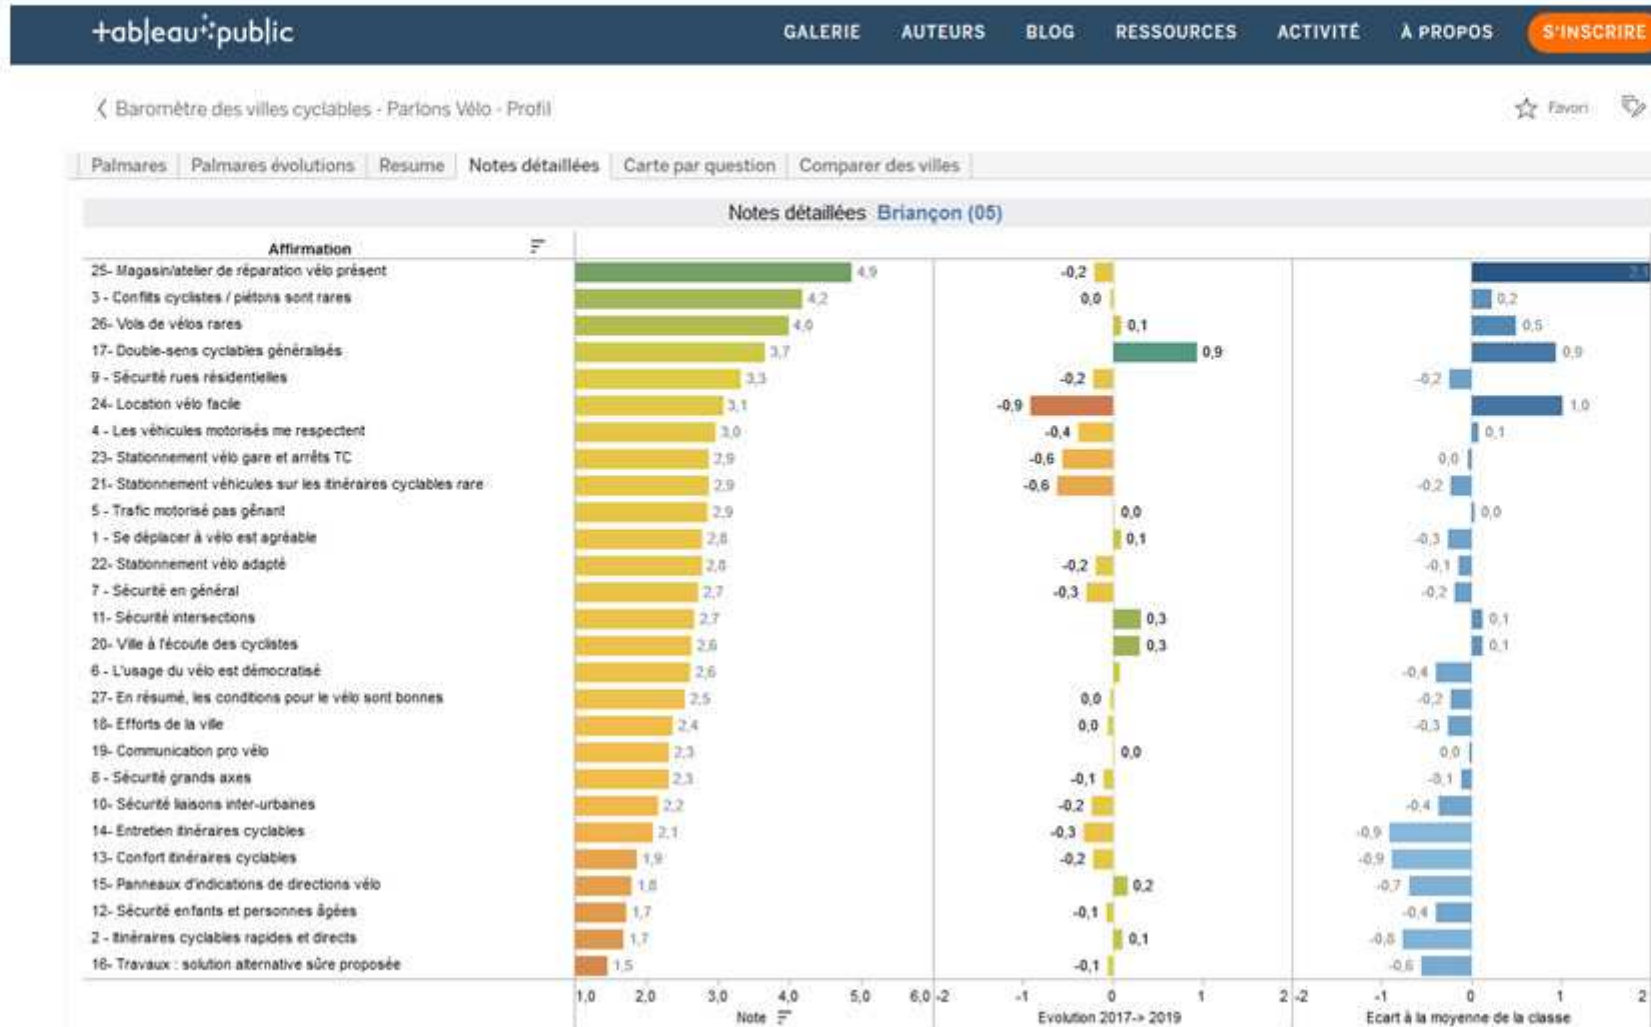 +ableau public
GALERIE AUTEURS BLOG RESSOURCES ACTIVITÉ À PROPOS S'INSCRIRE
Baromètre des villes cyclables - Parlons Vélo - Profil Favori
Palmares Palmares évolutions Resume Notes détaillées Carte par question Comparer des villes
Notes détaillées Briançon (05)
Affirmation
25- Magasin/atelier de réparation vélo présent 4,9 -0,2 2,1
3 - Conflits cyclistes / piétons sont rares 4,2 0,0 0,2
26- Vols de vélos rares 4,0 0,1 0,5
17- Double-sens cyclables généralisés 3,7 0,9 0,9
9 - Sécurité rues résidentielles 3,3 -0,2 -0,2
24- Location vélo facile 3,1 -0,9 1,0
4 - Les véhicules motorisés me respectent 3,0 -0,4 0,1
23- Stationnement vélo gare et arrêts TC 2,9 -0,6 0,0
21- Stationnement véhicules sur les itinéraires cyclables rare 2,9 -0,6 -0,2
5 - Trafic motorisé pas gênant 2,9 0,0 0,0
1 - Se déplacer à vélo est agréable 2,8 0,1 -0,3
22- Stationnement vélo adapté 2,8 -0,2 -0,1
7 - Sécurité en général 2,7 -0,3 -0,2
11- Sécurité intersections 2,7 0,3 0,1
20- Ville à l'écoute des cyclistes 2,6 0,3 0,1
6 - L'usage du vélo est démocratisé 2,6 -0,4
27- En résumé, les conditions pour le vélo sont bonnes 2,5 0,0 -0,2
18- Efforts de la ville 2,4 0,0 -0,3
19- Communication pro vélo 2,3 0,0 0,0
8 - Sécurité grands axes 2,3 -0,1 -0,1
10- Sécurité liaisons inter-urbaines 2,2 -0,2 -0,4
14- Entretien itinéraires cyclables 2,1 -0,3 -0,9
13- Confort itinéraires cyclables 1,9 -0,2 -0,9
15- Panneaux d'indications de directions vélo 1,8 0,2 -0,7
12- Sécurité enfants et personnes âgées 1,7 -0,1 -0,4
2 - Itinéraires cyclables rapides et directs 1,7 0,1 -0,8
16- Travaux : solution alternative sûre proposée 1,5 -0,1 -0,6
1,0 2,0 3,0 4,0 5,0 6,0 -2 -1 0 1 2 -2 -1 0 1 2
Note Evolution 2017-> 2019 Ecart à la moyenne de la classe